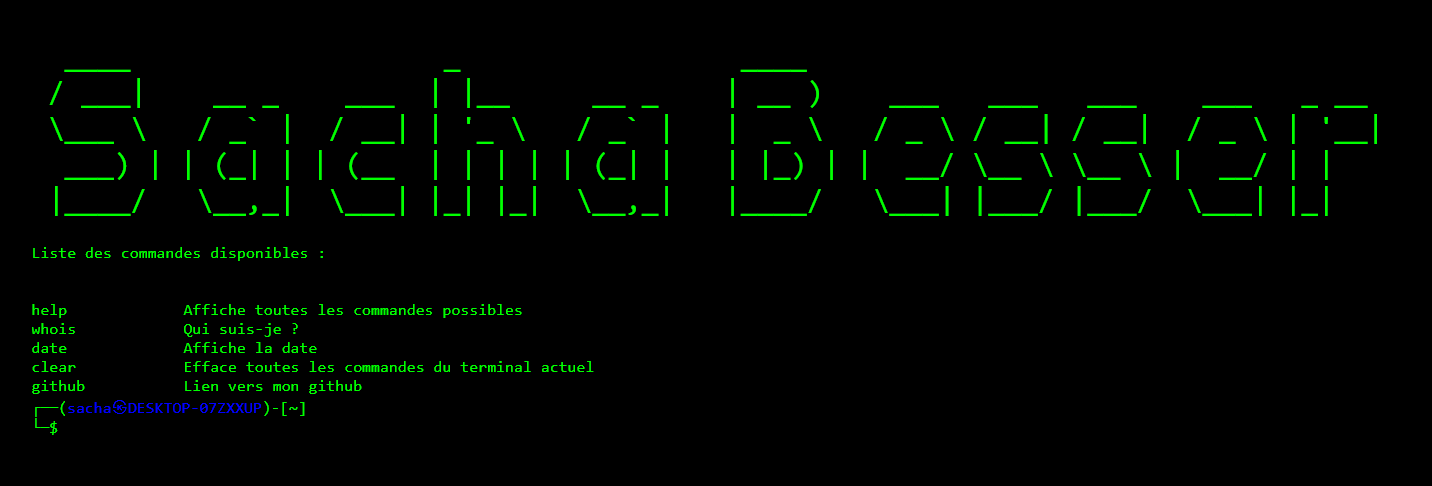 Sacha Besser
Liste des commandes disponibles :
help Affiche toutes les commandes possibles
whois Qui suis-je ?
date Affiche la date
clear Efface toutes les commandes du terminal actuel
github Lien vers mon github
┌──(sacha㉿DESKTOP-07ZXXUP)-[~]
└─$